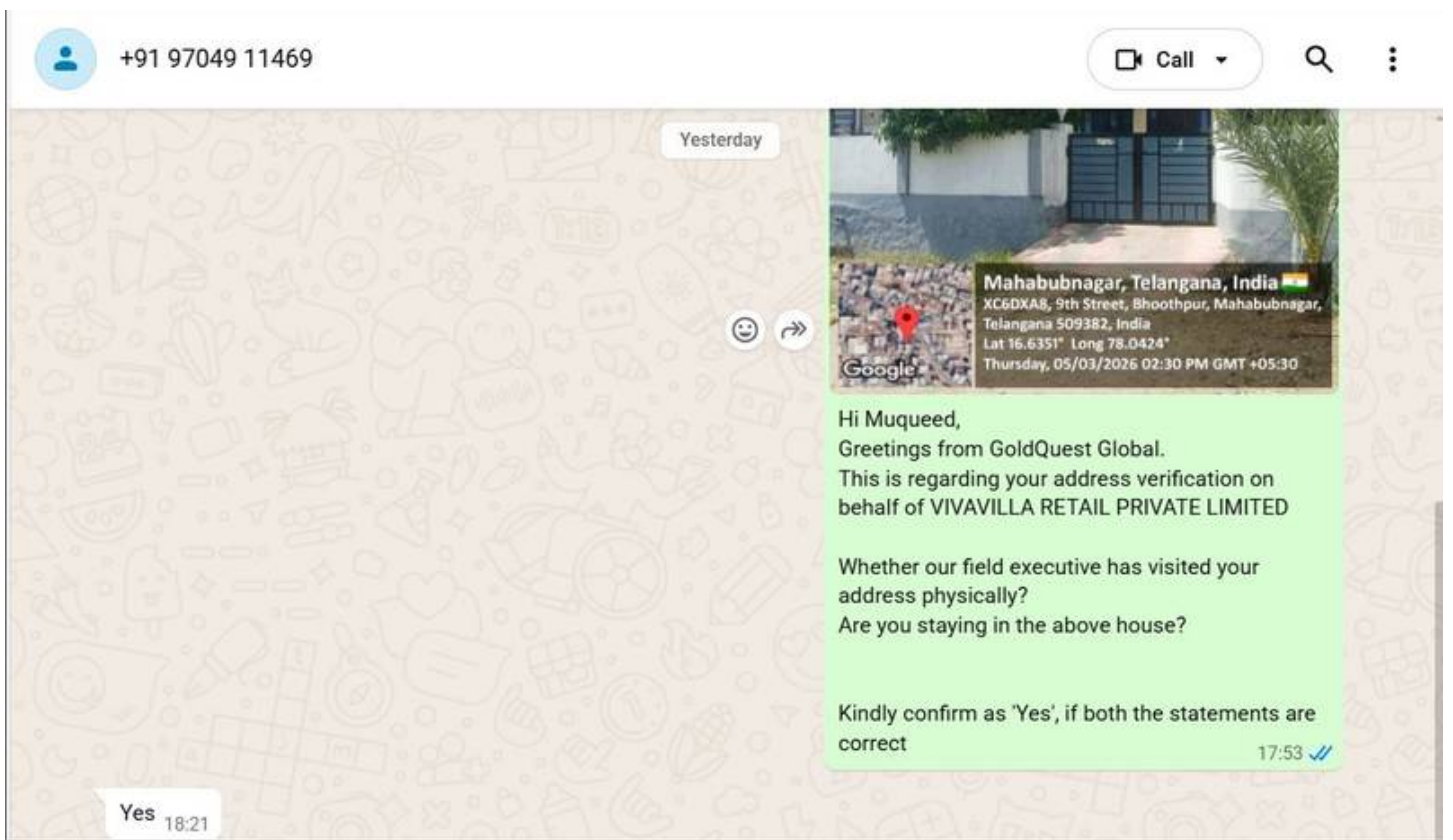 +91 97049 11469
Call
Yesterday
Mahabubnagar, Telangana, India
XC6DXA8, 9th Street, Bhoothpur, Mahabubnagar,
Telangana 509382, India
Lat 16.6351° Long 78.0424°
Thursday, 05/03/2026 02:30 PM GMT +05:30
Google
Hi Muqueed,
Greetings from GoldQuest Global.
This is regarding your address verification on
behalf of VIVAVILLA RETAIL PRIVATE LIMITED
Whether our field executive has visited your
address physically?
Are you staying in the above house?
Kindly confirm as 'Yes', if both the statements are
correct
17:53
Yes 18:21